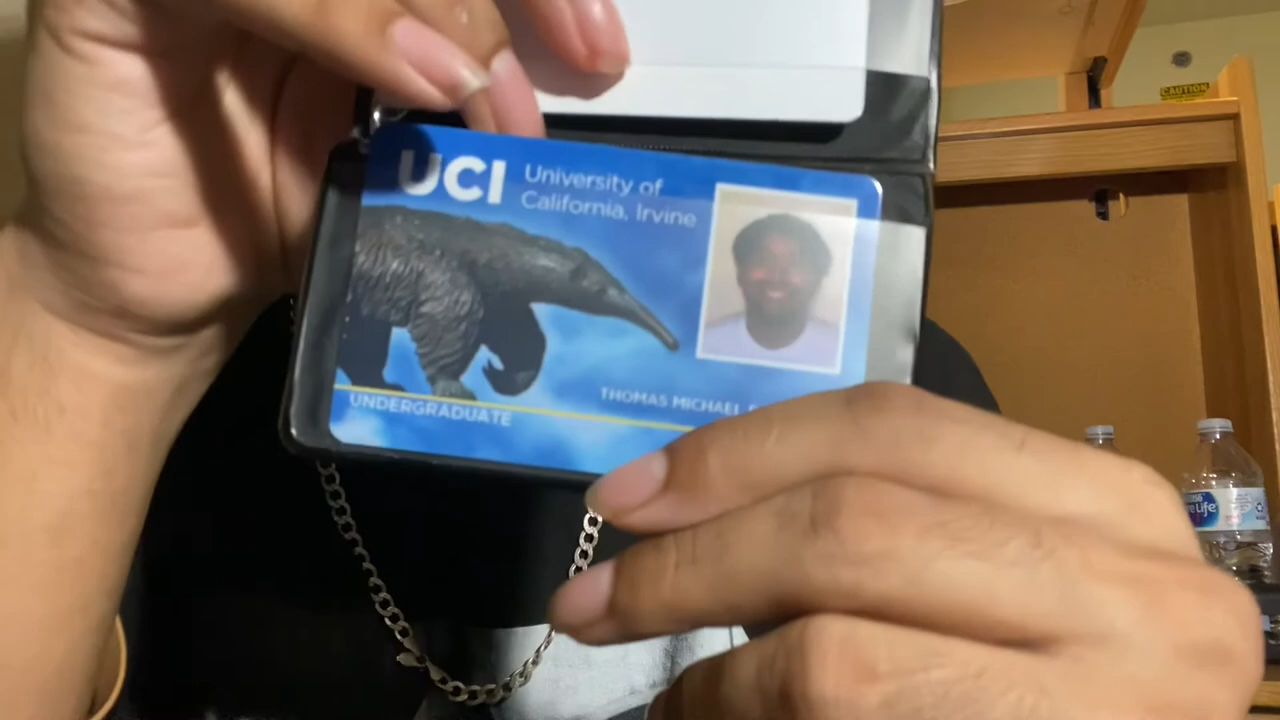 UCI
University of
California, Irvine
THOMAS MICHAEL
UNDERGRADUATE
CAUTION
Life